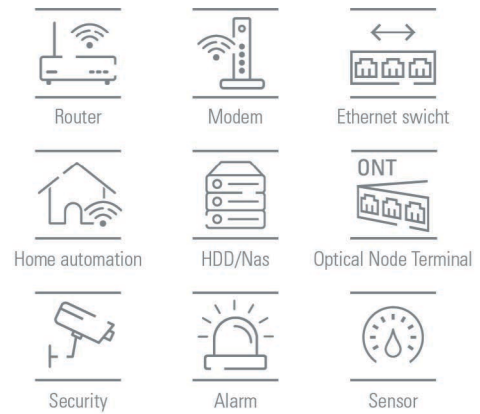 Router
Modem
Ethernet swicht
Home automation
HDD/Nas
ONT
Optical Node Terminal
Security
Alarm
Sensor